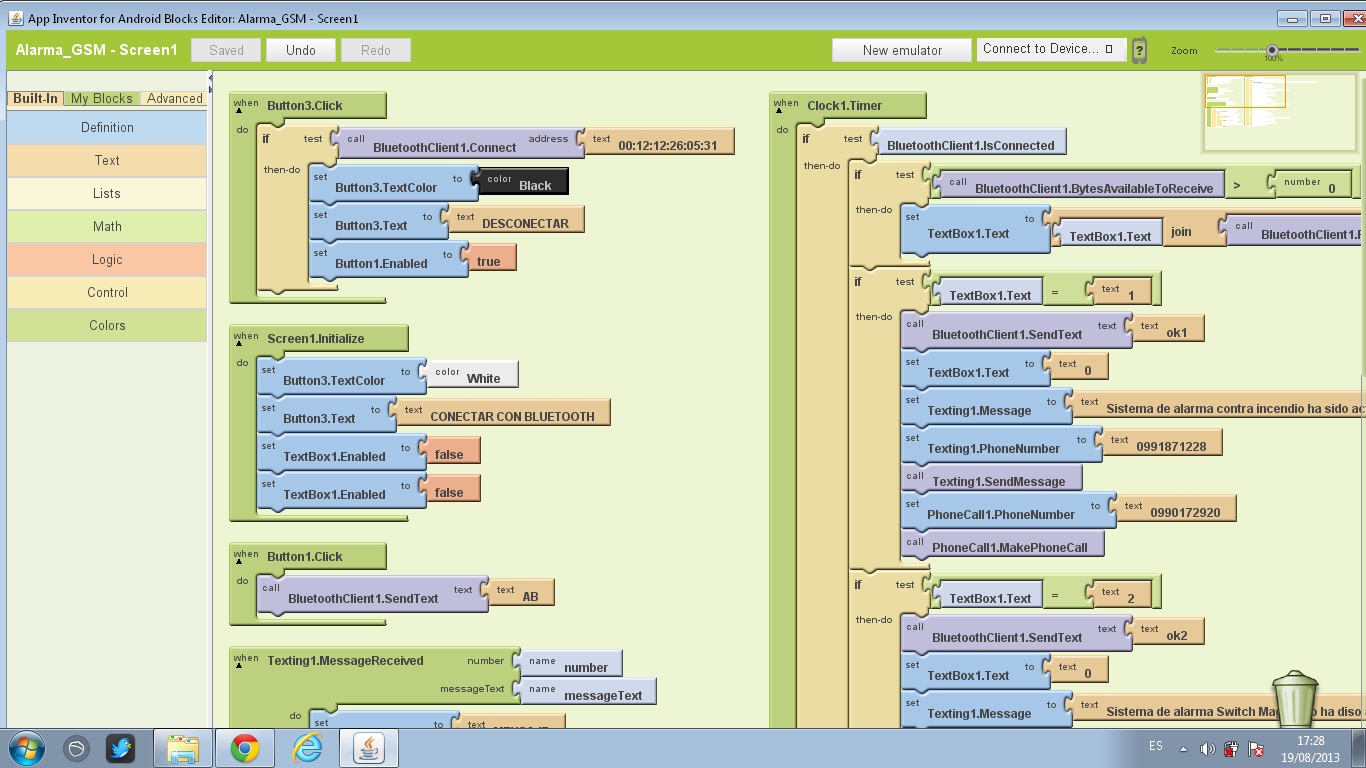 App Inventor for Android Blocks Editor: Alarma_GSM - Screen1
Alarma_GSM - Screen1 Saved Undo Redo New emulator Connect to Device... Zoom 100%
Built-In My Blocks Advanced
Definition
Text
Lists
Math
Logic
Control
Colors
when Button3.Click
do if test call BluetoothClient1.Connect address text 00:12:12:26:05:31
then-do set Button3.TextColor to color Black
set Button3.Text to text DESCONECTAR
set Button1.Enabled to true
when Screen1.Initialize
do set Button3.TextColor to color White
set Button3.Text to text CONECTAR CON BLUETOOTH
set TextBox1.Enabled to false
set TextBox1.Enabled to false
when Button1.Click
do call BluetoothClient1.SendText text text AB
when Texting1.MessageReceived number name number
messageText name messageText
do set to text
when Clock1.Timer
do if test BluetoothClient1.IsConnected
then-do if test call BluetoothClient1.BytesAvailableToReceive > number 0
then-do set TextBox1.Text to TextBox1.Text join call
if test TextBox1.Text = text 1
then-do call BluetoothClient1.SendText text text ok1
set TextBox1.Text to text 0
set Texting1.Message to text Sistema de alarma contra incendio ha sido
set Texting1.PhoneNumber to text 0991871228
call Texting1.SendMessage
set PhoneCall1.PhoneNumber to text 0990172920
call PhoneCall1.MakePhoneCall
if test TextBox1.Text = text 2
then-do call BluetoothClient1.SendText text text ok2
set TextBox1.Text to text 0
set Texting1.Message to text Sistema de alarma Switch ha
ES 17:28
19/08/2013